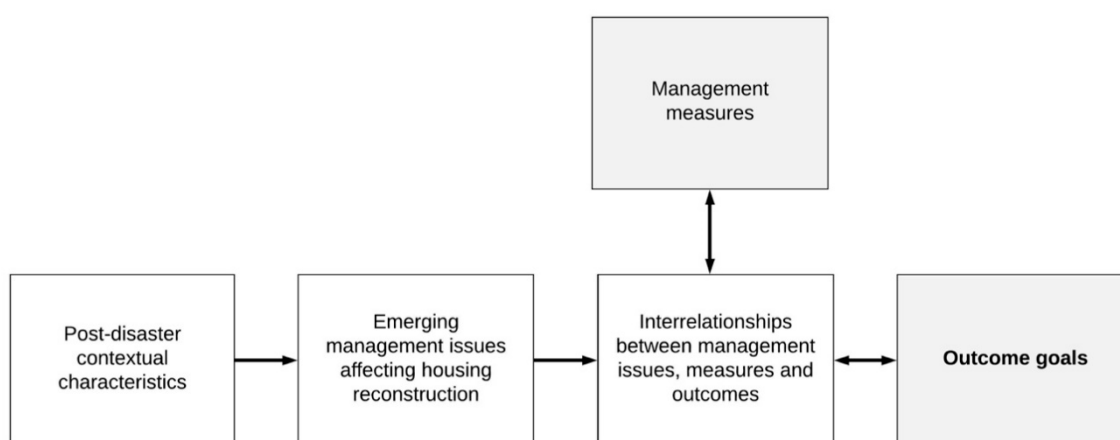 Management
measures
Post-disaster
contextual
characteristics
Emerging
management issues
affecting housing
reconstruction
Interrelationships
between management
issues, measures and
outcomes
Outcome goals